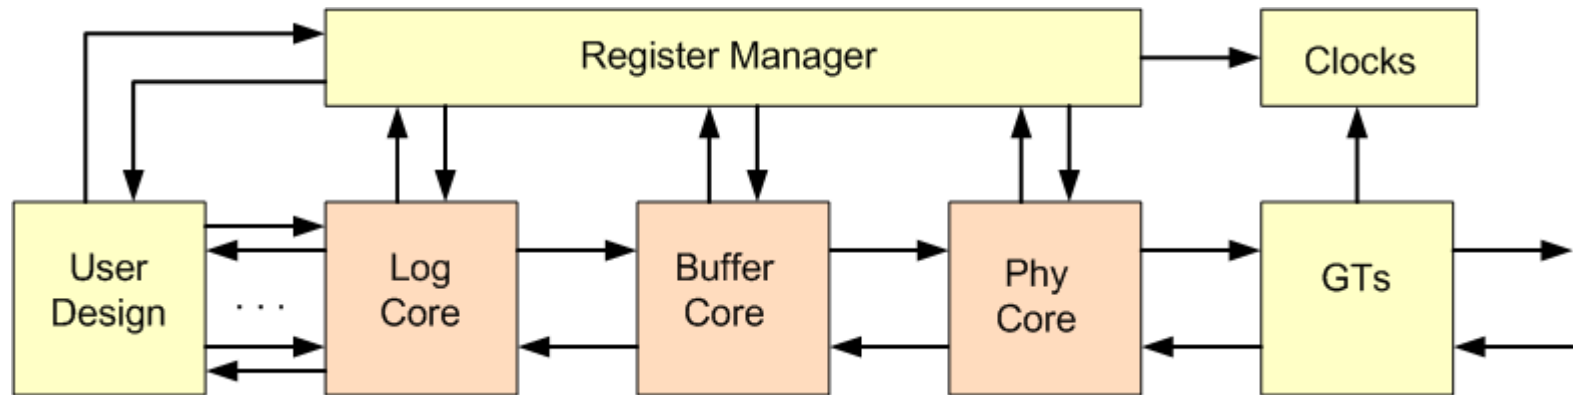 Register Manager
Clocks
User
Design
. . .
Log
Core
Buffer
Core
Phy
Core
GTs